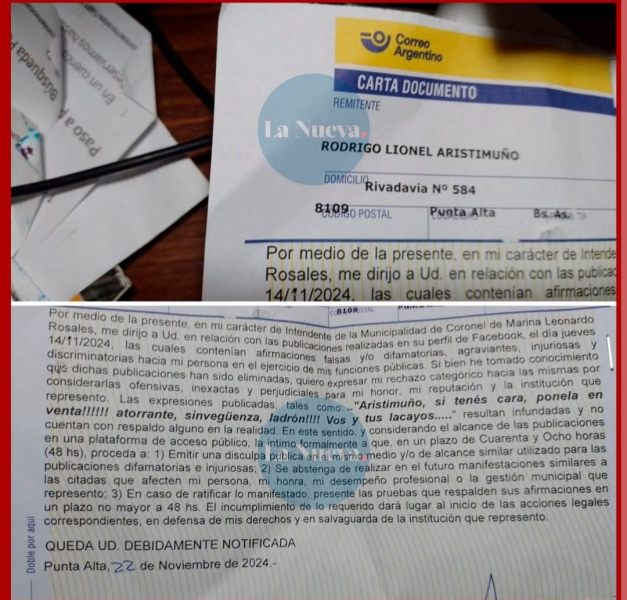 Búsqueda
En un cuen
Paso a
Correo
Argentino
CARTA DOCUMENTO
REMITENTE
La Nueva.
RODRIGO LIONEL ARISTIMUÑO
DOMICILIO Rivadavia Nº 584
8109 Punta Alta Bs. As.
CÓDIGO POSTAL
Por medio de la presente, en mi carácter de Intende
Rosales, me dirijo a Ud. en relación con las publicac
14/11/2024, las cuales contenían afirmaciones
8109
Por medio de la presente, en mi carácter de Intendente de la Municipalidad de Coronel de Marina Leonardo
Rosales, me dirijo a Ud. en relación con las publicaciones realizadas en su perfil de Facebook, el día jueves
14/11/2024, las cuales contenían afirmaciones falsas y/o difamatorias, agraviantes, injuriosas y
discriminatorias hacia mi persona en el ejercicio de mis funciones públicas. Si bien he tomado conocimiento
que dichas publicaciones han sido eliminadas, quiero expresar mi rechazo categórico hacia las mismas por
considerarlas ofensivas, inexactas y perjudiciales para mi honor, mi reputación y la institución que
represento. Las expresiones publicadas, tales como ..."Aristimuño, si tenés cara, ponela en
venta!!!!!! atorrante, sinvegüenza, ladrón!!!! Vos y tus lacayos....." resultan infundadas y no
cuentan con respaldo alguno en la realidad. En este sentido, y considerando el alcance de las publicaciones
en una plataforma de acceso público, la intimo formalmente a que, en un plazo de Cuarenta y Ocho horas
(48 hs), proceda a: 1) Emitir una disculpa pública en el mismo medio y/o de alcance similar utilizado para las
publicaciones difamatorias e injuriosas; 2) Se abstenga de realizar en el futuro manifestaciones similares a
las citadas que afecten mi persona, mi honra, mi desempeño profesional o la gestión municipal que
represento; 3) En caso de ratificar lo manifestado, presente las pruebas que respalden sus afirmaciones en
un plazo no mayor a 48 hs. El incumplimiento de lo requerido dará lugar al inicio de las acciones legales
correspondientes, en defensa de mis derechos y en salvaguarda de la institución que represento.
QUEDA UD. DEBIDAMENTE NOTIFICADA
Punta Alta, 22 de Noviembre de 2024.-
Doble por aquí
La Nueva.